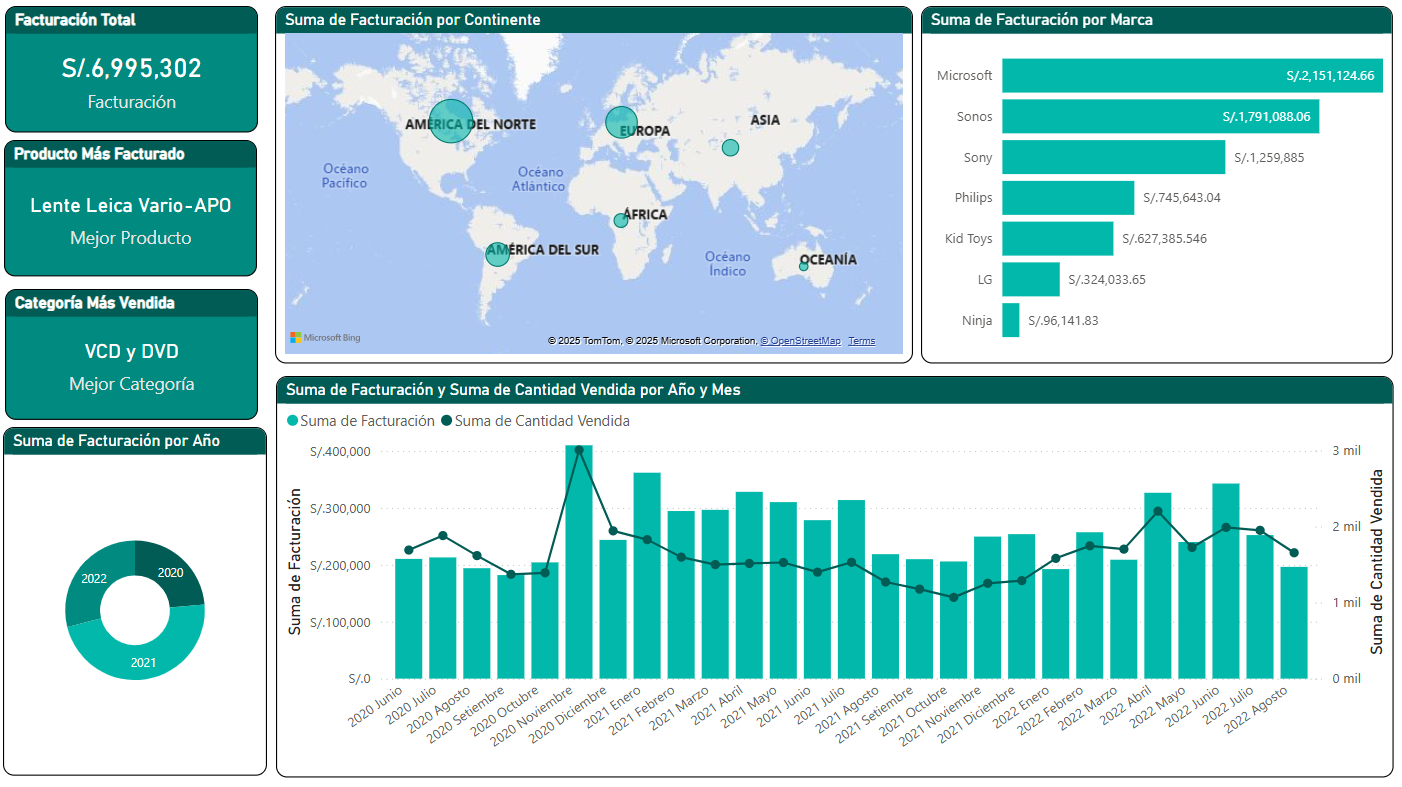 Facturación Total
S/.6,995,302
Facturación
Producto Más Facturado
Lente Leica Vario-APO
Mejor Producto
Categoría Más Vendida
VCD y DVD
Mejor Categoría
Suma de Facturación por Año
2022
2020
2021
Suma de Facturación por Continente
AMÉRICA DEL NORTE
EUROPA
ASIA
Océano
Pacífico
Océano
Atlántico
ÁFRICA
AMÉRICA DEL SUR
Océano
Índico
OCEANÍA
Microsoft Bing
© 2025 TomTom, © 2025 Microsoft Corporation, © OpenStreetMap Terms
Suma de Facturación por Marca
Microsoft S/.2,151,124.66
Sonos S/.1,791,088.06
Sony S/.1,259,885
Philips S/.745,643.04
Kid Toys S/.627,385.546
LG S/.324,033.65
Ninja S/.96,141.83
Suma de Facturación y Suma de Cantidad Vendida por Año y Mes
Suma de Facturación Suma de Cantidad Vendida
Suma de Facturación
S/.400,000
S/.300,000
S/.200,000
S/.100,000
S/.0
3 mil
2 mil
1 mil
0 mil
Suma de Cantidad Vendida
2020 Junio
2020 Julio
2020 Agosto
2020 Setiembre
2020 Octubre
2020 Noviembre
2020 Diciembre
2021 Enero
2021 Febrero
2021 Marzo
2021 Abril
2021 Mayo
2021 Junio
2021 Julio
2021 Agosto
2021 Setiembre
2021 Octubre
2021 Noviembre
2021 Diciembre
2022 Enero
2022 Febrero
2022 Marzo
2022 Abril
2022 Mayo
2022 Junio
2022 Julio
2022 Agosto